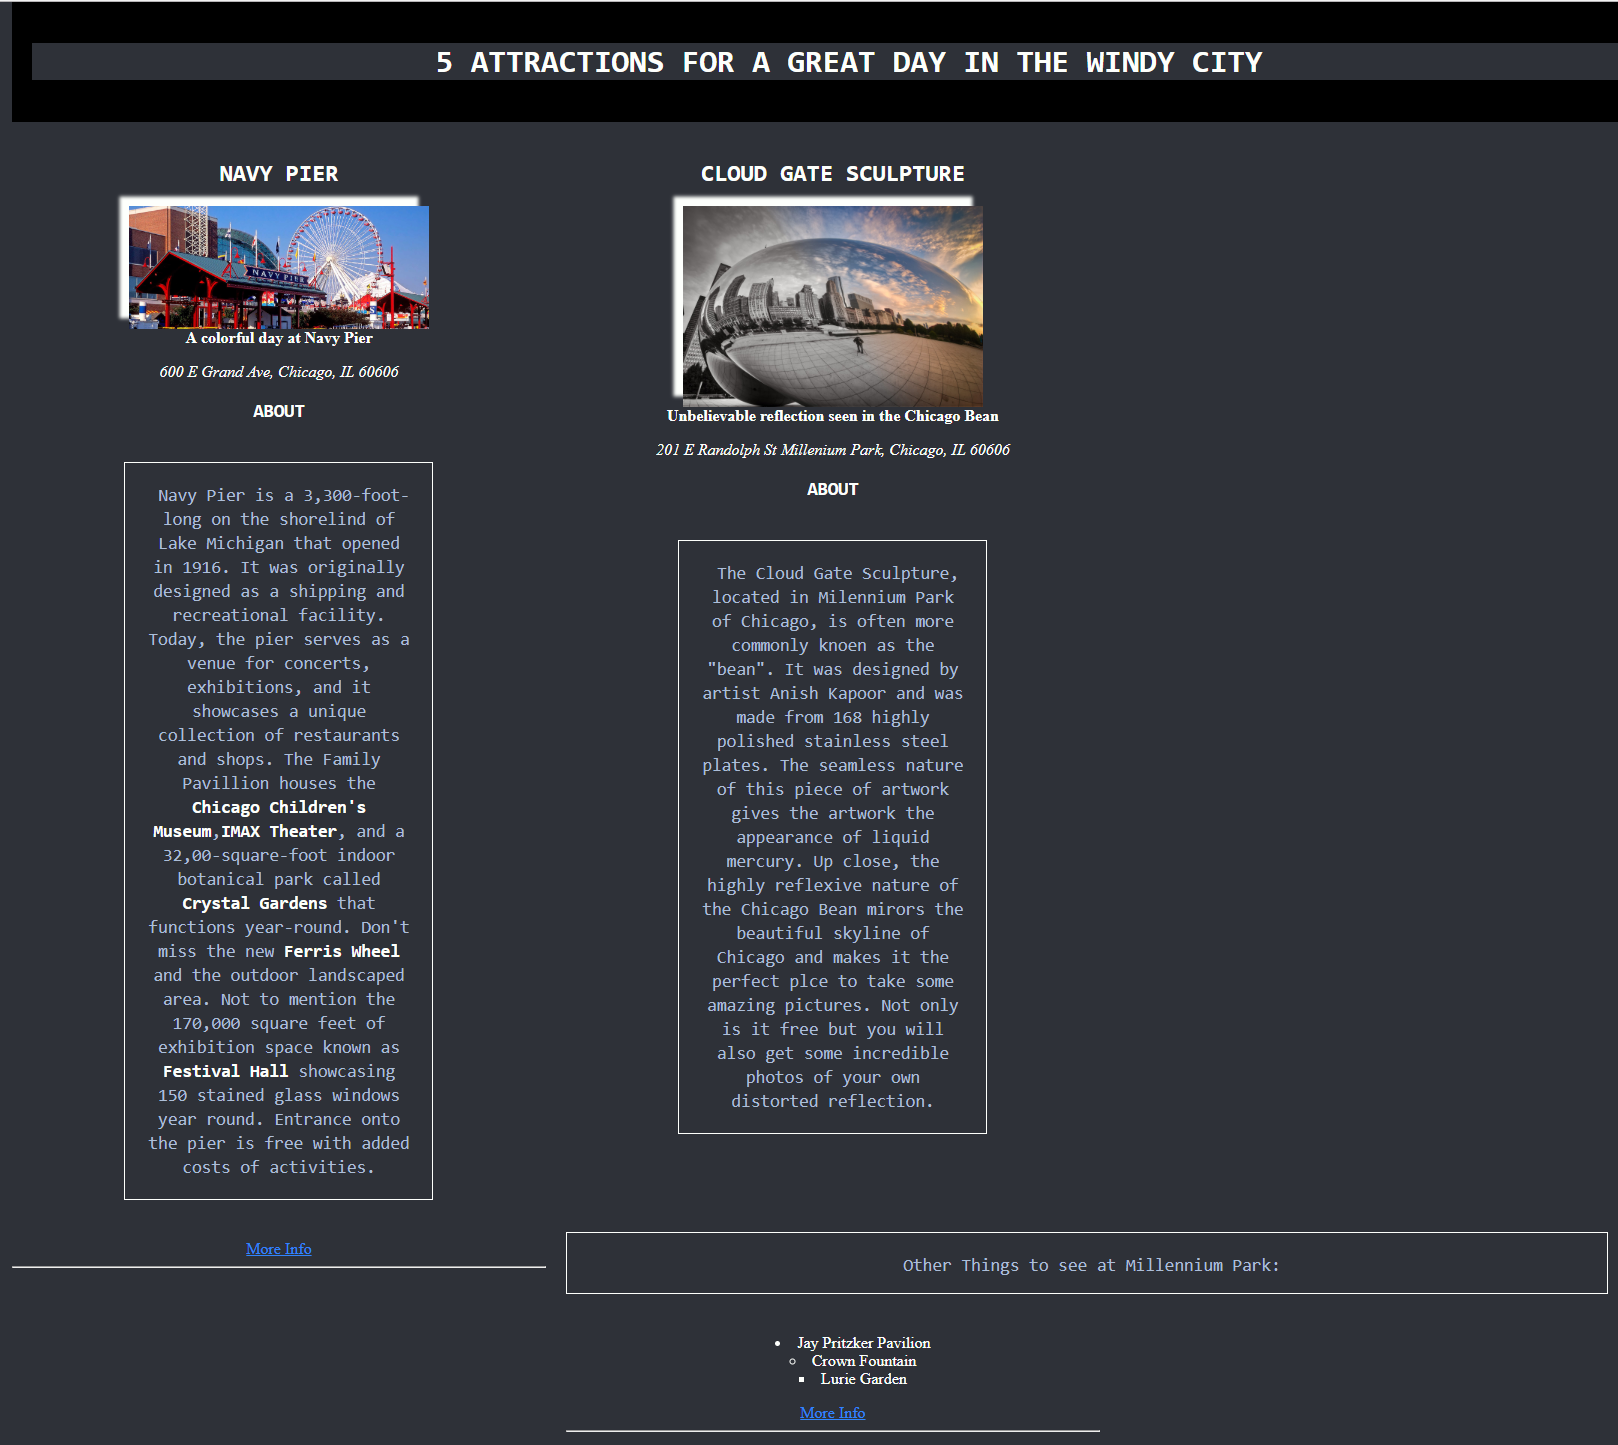 5 ATTRACTIONS FOR A GREAT DAY IN THE WINDY CITY
NAVY PIER
NAVY PIER
A colorful day at Navy Pier
600 E Grand Ave, Chicago, IL 60606
ABOUT
Navy Pier is a 3,300-foot-
long on the shorelind of
Lake Michigan that opened
in 1916. It was originally
designed as a shipping and
recreational facility.
Today, the pier serves as a
venue for concerts,
exhibitions, and it
showcases a unique
collection of restaurants
and shops. The Family
Pavillion houses the
Chicago Children's
Museum,IMAX Theater, and a
32,00-square-foot indoor
botanical park called
Crystal Gardens that
functions year-round. Don't
miss the new Ferris Wheel
and the outdoor landscaped
area. Not to mention the
170,000 square feet of
exhibition space known as
Festival Hall showcasing
150 stained glass windows
year round. Entrance onto
the pier is free with added
costs of activities.
More Info
CLOUD GATE SCULPTURE
Unbelievable reflection seen in the Chicago Bean
201 E Randolph St Millenium Park, Chicago, IL 60606
ABOUT
The Cloud Gate Sculpture,
located in Milennium Park
of Chicago, is often more
commonly knoen as the
"bean". It was designed by
artist Anish Kapoor and was
made from 168 highly
polished stainless steel
plates. The seamless nature
of this piece of artwork
gives the artwork the
appearance of liquid
mercury. Up close, the
highly reflexive nature of
the Chicago Bean mirors the
beautiful skyline of
Chicago and makes it the
perfect plce to take some
amazing pictures. Not only
is it free but you will
also get some incredible
photos of your own
distorted reflection.
Other Things to see at Millennium Park:
Jay Pritzker Pavilion
Crown Fountain
Lurie Garden
More Info